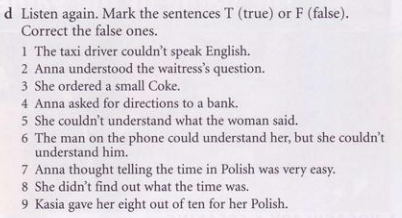 d Listen again. Mark the sentences T (true) or F (false).
Correct the false ones.
1 The taxi driver couldn't speak English.
2 Anna understood the waitress's question.
3 She ordered a small Coke.
4 Anna asked for directions to a bank.
5 She couldn't understand what the woman said.
6 The man on the phone could understand her, but she couldn't
understand him.
7 Anna thought telling the time in Polish was very easy.
8 She didn't find out what the time was.
9 Kasia gave her eight out of ten for her Polish.